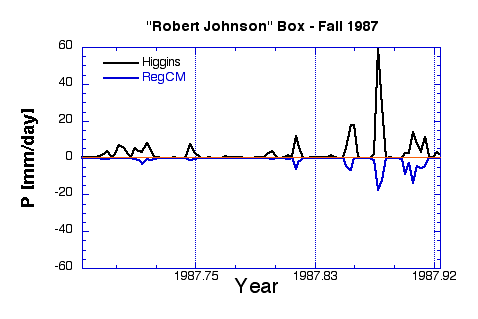 "Robert Johnson" Box - Fall 1987
60
Higgins
RegCM
40
20
0
-20
-40
-60
P [mm/day]
1987.75
1987.83
1987.92
Year